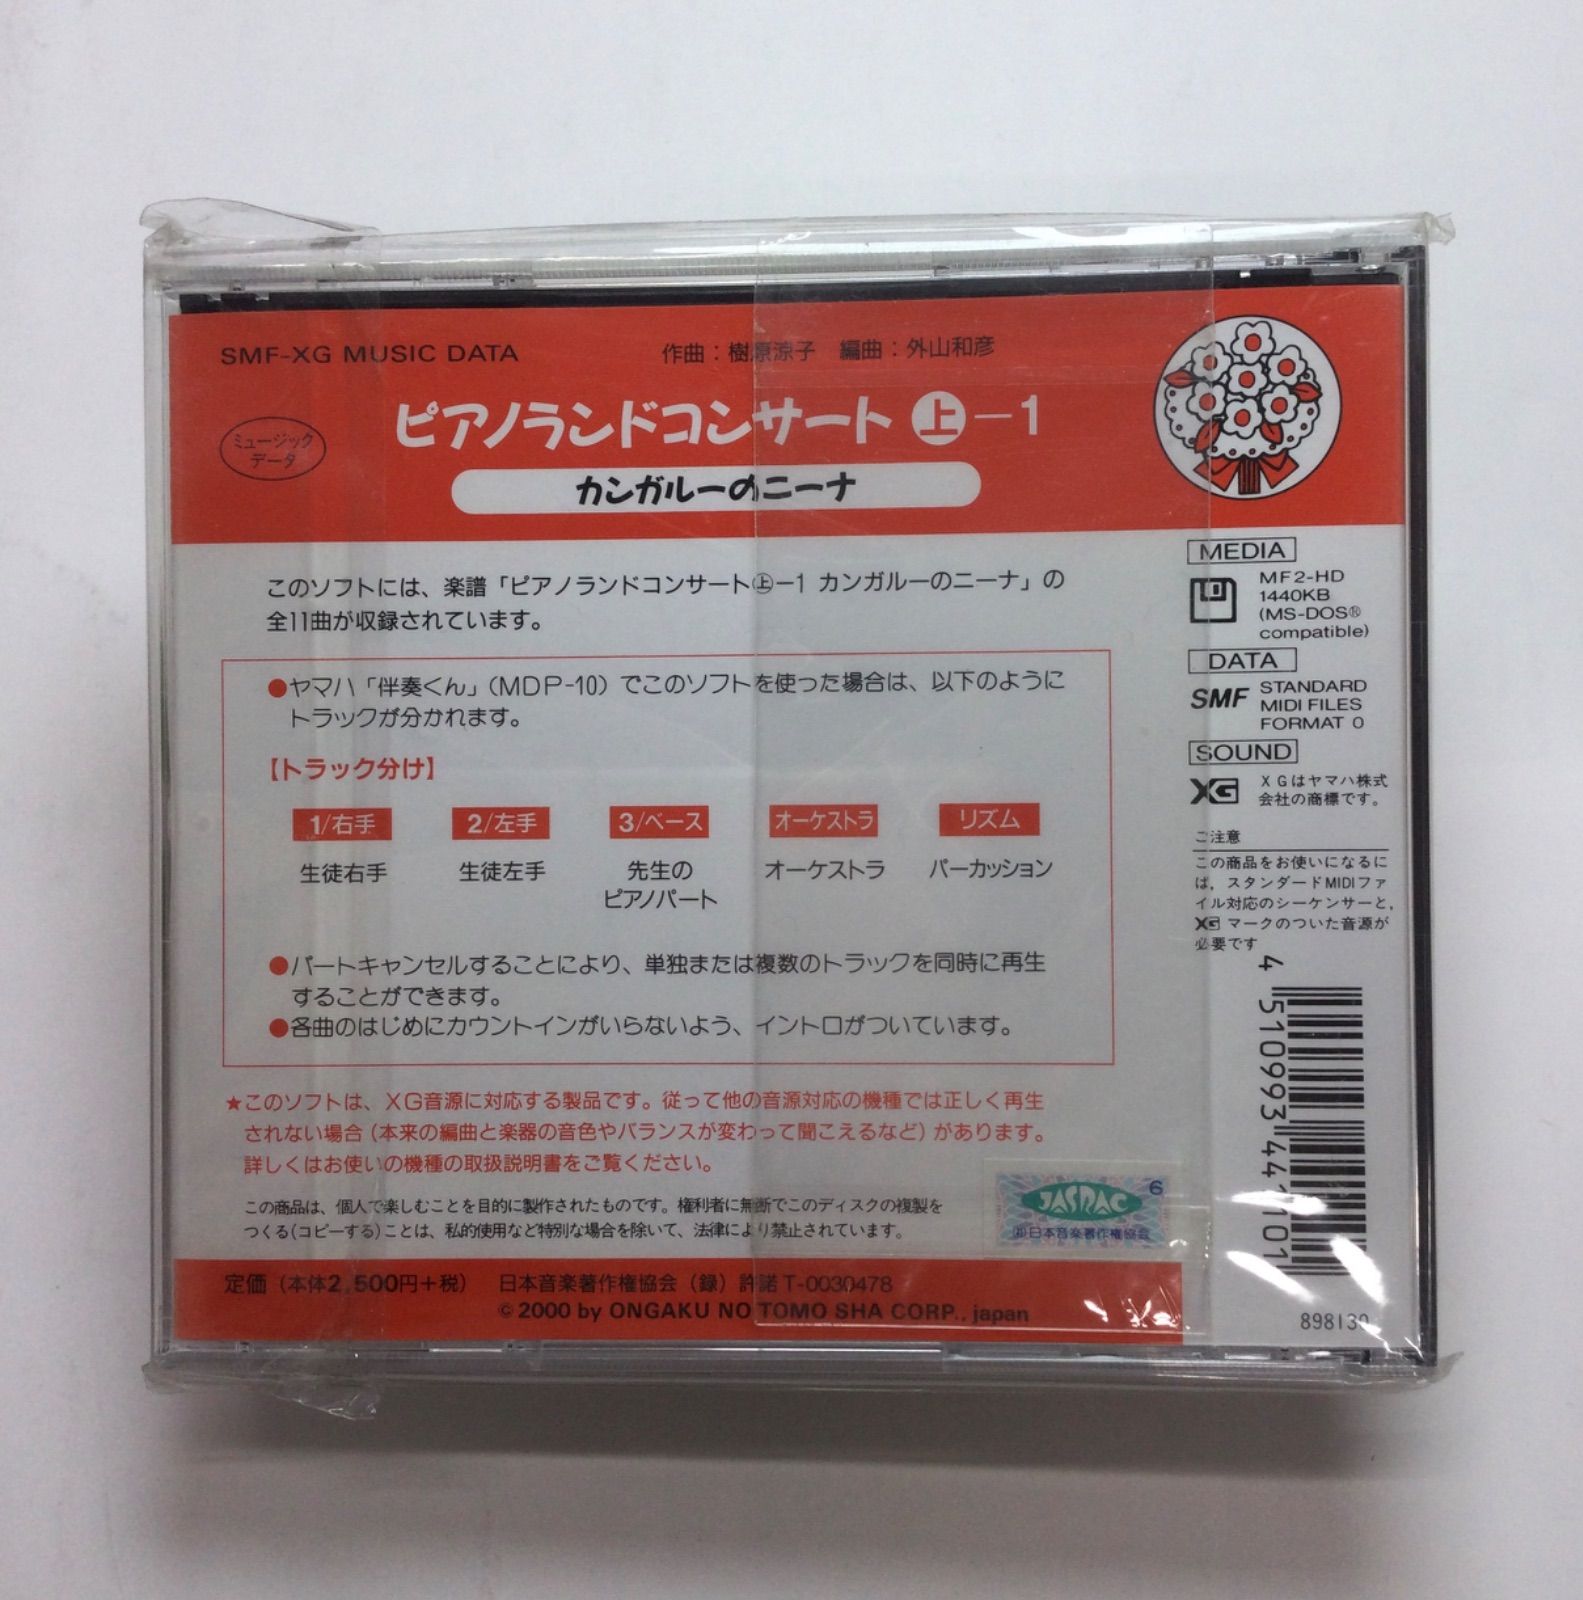 SMF-XG MUSIC DATA
作曲：樹原涼子　編曲：外山和彦
ミュージック
データ
ピアノランドコンサート㊤-1
カンガルーのニーナ
このソフトには、楽譜「ピアノランドコンサート㊤-1 カンガルーのニーナ」の
全11曲が収録されています。
●ヤマハ「伴奏くん」（MDP-10）でこのソフトを使った場合は、以下のように
トラックが分かれます。
【トラック分け】
1/右手　2/左手　3/ベース　オーケストラ　リズム
生徒右手　生徒左手　先生の　オーケストラ　パーカッション
ピアノパート
●パートキャンセルすることにより、単独または複数のトラックを同時に再生
することができます。
●各曲のはじめにカウントインがいらないよう、イントロがついています。
★このソフトは、XG音源に対応する製品です。従って他の音源対応の機種では正しく再生
されない場合（本来の編曲と楽器の音色やバランスが変わって聞こえるなど）があります。
詳しくはお使いの機種の取扱説明書をご覧ください。
この商品は、個人で楽しむことを目的に製作されたものです。権利者に無断でこのディスクの複製を
つくる（コピーする）ことは、私的使用など特別な場合を除いて、法律により禁止されています。
JASRAC 6
日本音楽著作権協会
定価（本体2,500円+税）　日本音楽著作権協会（録）許諾 T-0030478
© 2000 by ONGAKU NO TOMO SHA CORP., japan
MEDIA
MF2-HD
1440KB
(MS-DOS®
compatible)
DATA
SMF STANDARD
MIDI FILES
FORMAT 0
SOUND
XG XGはヤマハ株式
会社の商標です。
ご注意
この商品をお使いになるに
ば，スタンダードMIDIファ
イル対応のシーケンサーと，
XG マークのついた音源が
必要です
4 510993 441101
898130